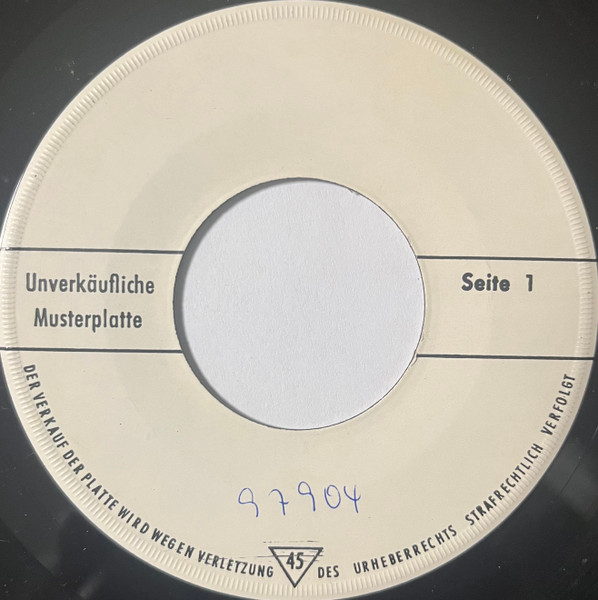 Unverkäufliche
Musterplatte
Seite 1
97904
DER VERKAUF DER PLATTE WIRD WEGEN VERLETZUNG 45 DES URHEBERRECHTS STRAFRECHTLICH VERFOLGT